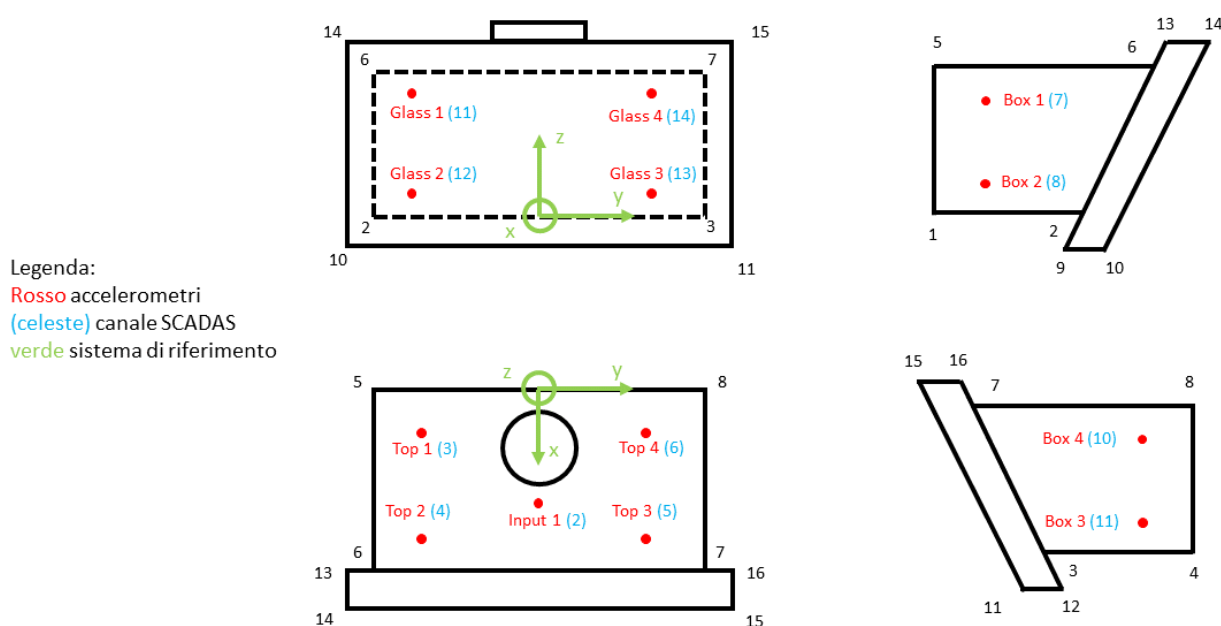 14
15
6
7
Glass 1 (11)
Glass 4 (14)
z
Glass 2 (12)
Glass 3 (13)
y
2
x
3
10
11
13
14
5
6
Box 1 (7)
Box 2 (8)
1
2
9
10
Legenda:
Rosso accelerometri
(celeste) canale SCADAS
verde sistema di riferimento
5
z
y
8
Top 1 (3)
x
Top 4 (6)
Top 2 (4)
Input 1 (2)
Top 3 (5)
6
7
13
16
14
15
15
16
7
8
Box 4 (10)
Box 3 (11)
3
4
11
12